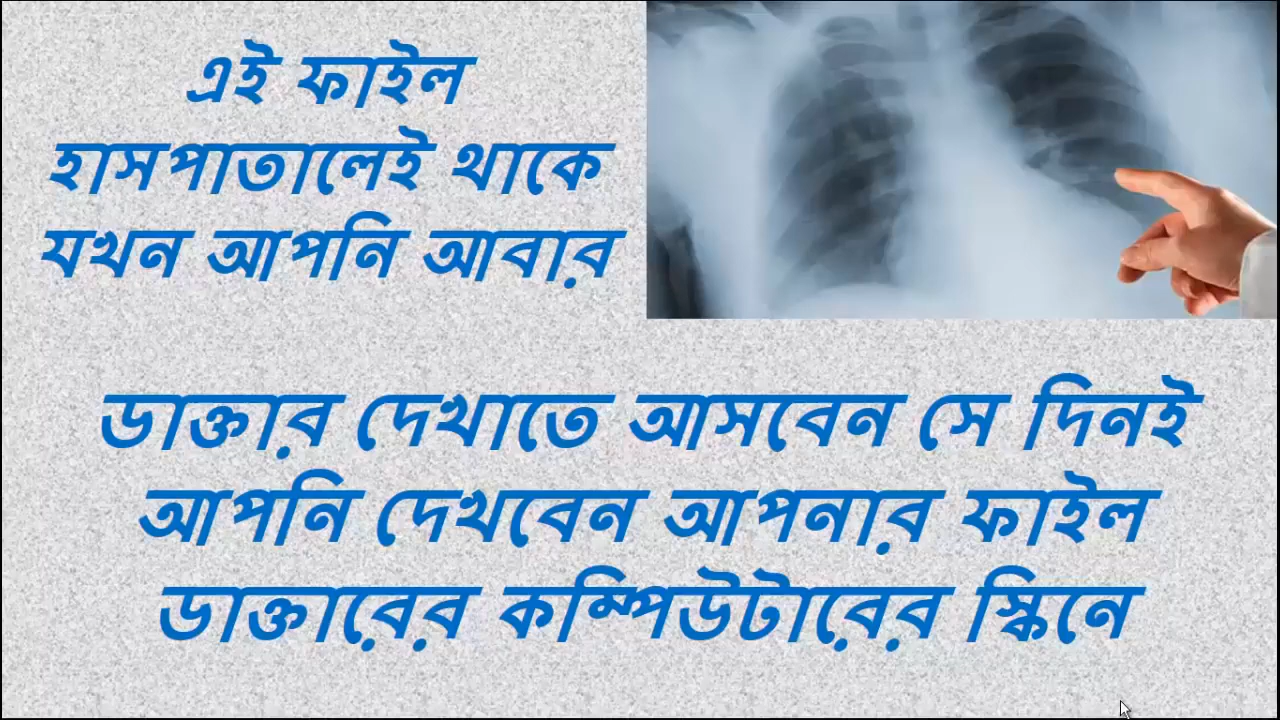 এই ফাইল
হাসপাতালেই থাকে
যখন আপনি আবার
ডাক্তার দেখাতে আসবেন সে দিনই
আপনি দেখবেন আপনার ফাইল
ডাক্তারের কম্পিউটারের স্কিনে